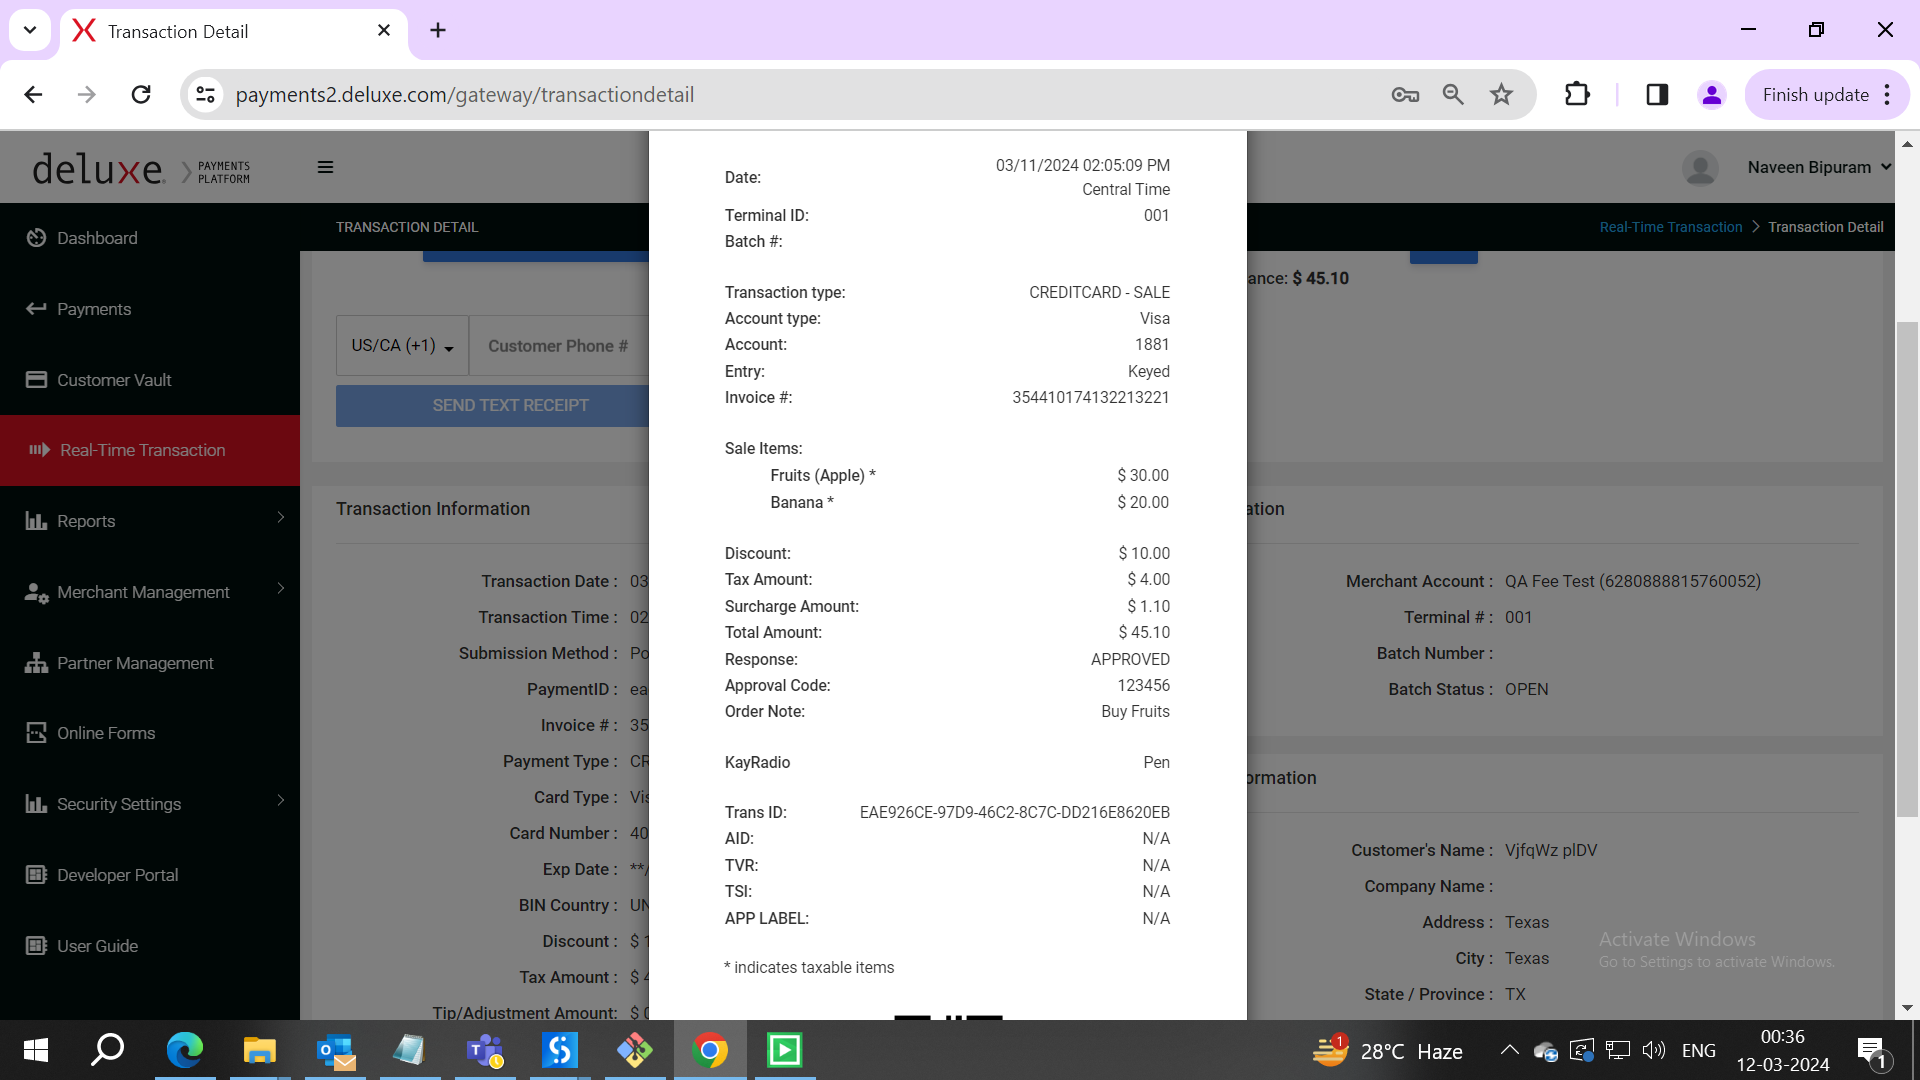 Transaction Detail
payments2.deluxe.com/gateway/transactiondetail
Finish update
deluxe. PAYMENTS PLATFORM
Naveen Bipuram
TRANSACTION DETAIL
Real-Time Transaction > Transaction Detail
Dashboard
Payments
Customer Vault
Real-Time Transaction
Reports
Merchant Management
Partner Management
Online Forms
Security Settings
Developer Portal
User Guide
US/CA (+1)
Customer Phone #
SEND TEXT RECEIPT
ance: $ 45.10
Transaction Information
Transaction Date : 03
Transaction Time : 02
Submission Method : Po
PaymentID : ea
Invoice # : 35
Payment Type : CR
Card Type : Vis
Card Number : 40
Exp Date : **/
BIN Country : UN
Discount : $ 1
Tax Amount : $ 4
Tip/Adjustment Amount: $ 0
Date: 03/11/2024 02:05:09 PM
Central Time
Terminal ID: 001
Batch #:
Transaction type: CREDITCARD - SALE
Account type: Visa
Account: 1881
Entry: Keyed
Invoice #: 354410174132213221
Sale Items:
Fruits (Apple) * $ 30.00
Banana * $ 20.00
Discount: $ 10.00
Tax Amount: $ 4.00
Surcharge Amount: $ 1.10
Total Amount: $ 45.10
Response: APPROVED
Approval Code: 123456
Order Note: Buy Fruits
KayRadio Pen
Trans ID: EAE926CE-97D9-46C2-8C7C-DD216E8620EB
AID: N/A
TVR: N/A
TSI: N/A
APP LABEL: N/A
* indicates taxable items
ation
Merchant Account : QA Fee Test (6280888815760052)
Terminal # : 001
Batch Number :
Batch Status : OPEN
ormation
Customer's Name : VjfqWz plDV
Company Name :
Address : Texas
City : Texas
State / Province : TX
Activate Windows
Go to Settings to activate Windows.
1
28°C Haze
ENG
00:36
12-03-2024
1